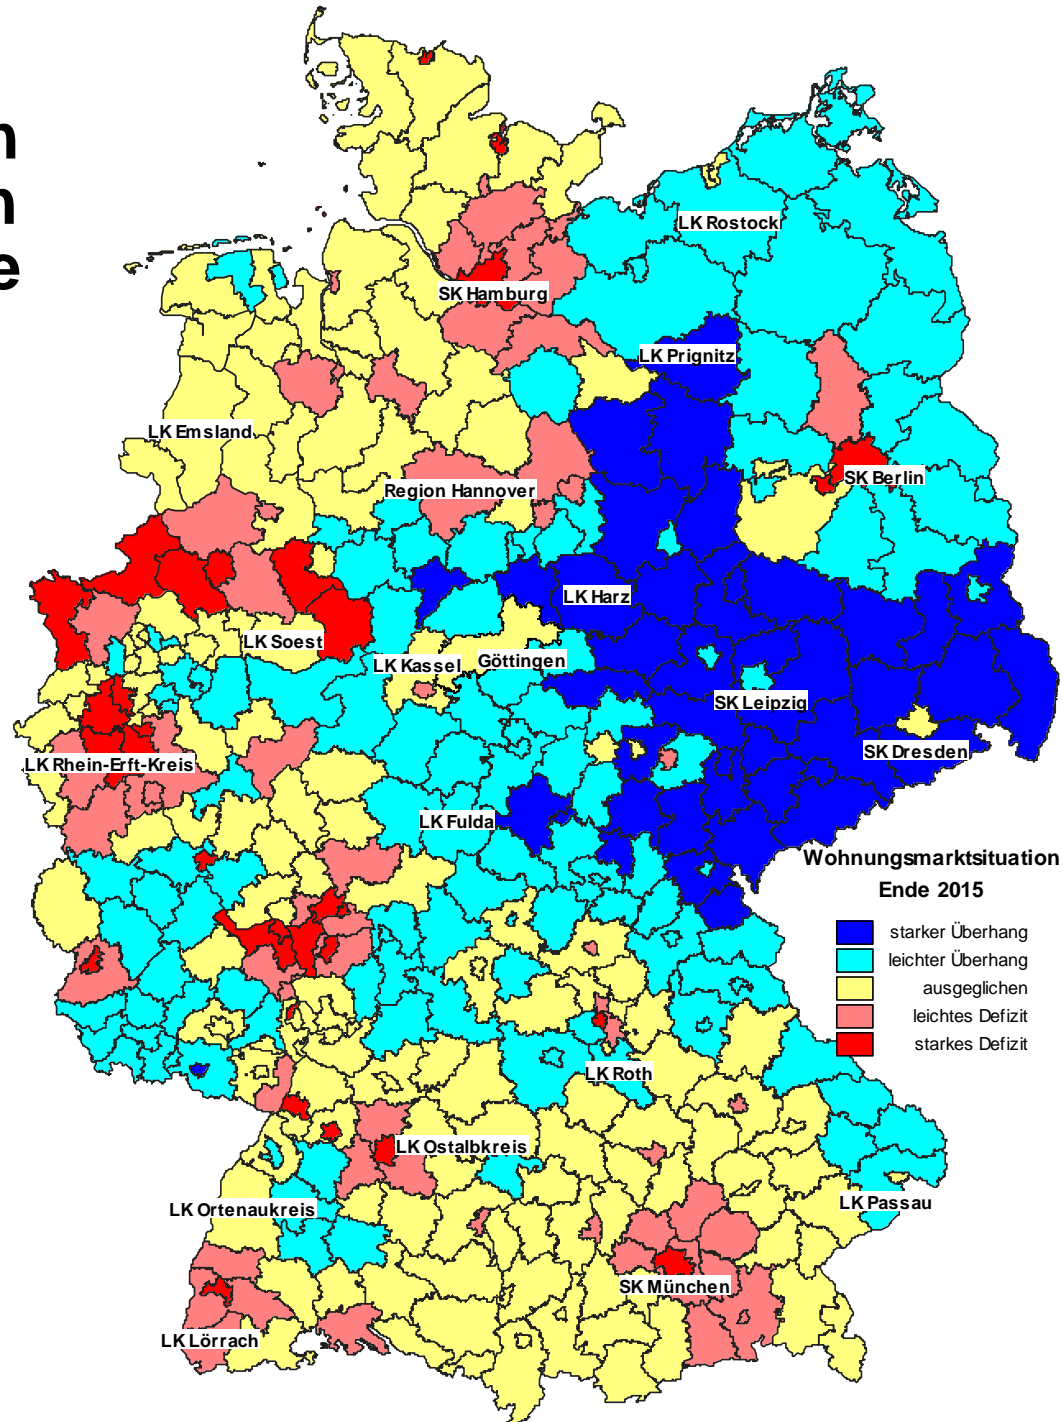 n
n
e
LK Rostock
SK Hamburg
LK Prignitz
LK Emsland
SK Berlin
Region Hannover
LK Harz
LK Soest
LK Kassel
Göttingen
SK Leipzig
SK Dresden
LK Rhein-Erft-Kreis
LK Fulda
Wohnungsmarktsituation
Ende 2015
starker Überhang
leichter Überhang
ausgeglichen
leichtes Defizit
starkes Defizit
LK Roth
LK Ostalbkreis
LK Passau
LK Ortenaukreis
SK München
LK Lörrach